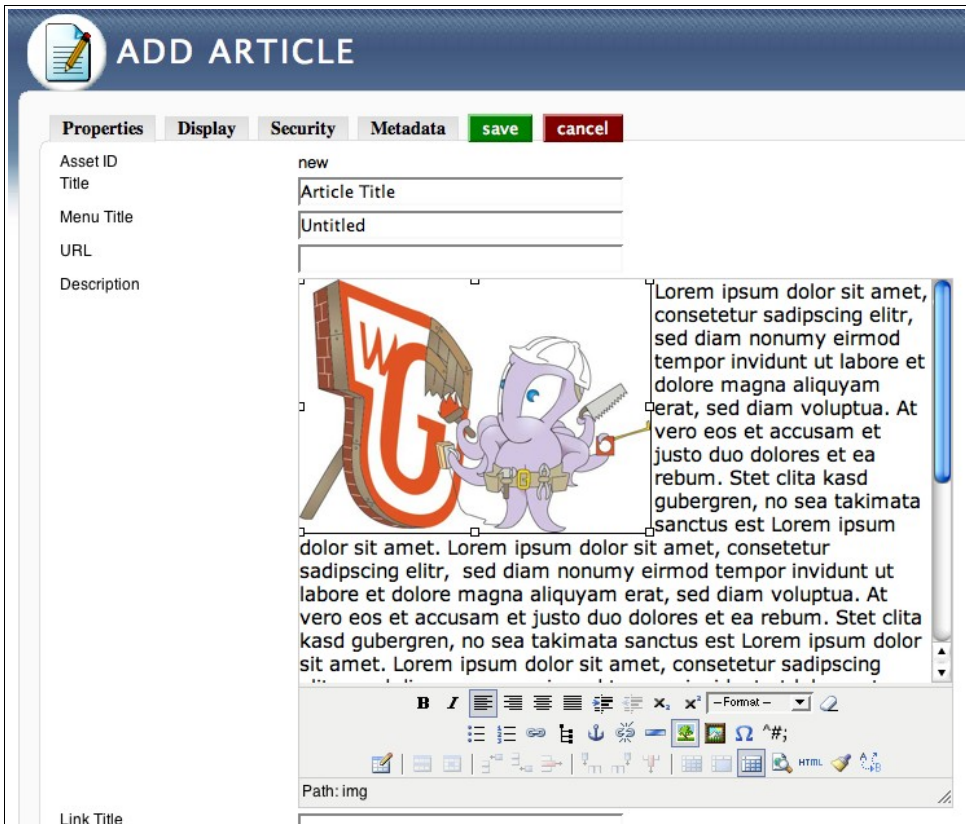 ADD ARTICLE
Properties Display Security Metadata save cancel
Asset ID new
Title Article Title
Menu Title Untitled
URL
Description
WG
Lorem ipsum dolor sit amet,
consetetur sadipscing elitr,
sed diam nonumy eirmod
tempor invidunt ut labore et
dolore magna aliquyam
erat, sed diam voluptua. At
vero eos et accusam et
justo duo dolores et ea
rebum. Stet clita kasd
gubergren, no sea takimata
sanctus est Lorem ipsum
dolor sit amet. Lorem ipsum dolor sit amet, consetetur
sadipscing elitr, sed diam nonumy eirmod tempor invidunt ut
labore et dolore magna aliquyam erat, sed diam voluptua. At
vero eos et accusam et justo duo dolores et ea rebum. Stet clita
kasd gubergren, no sea takimata sanctus est Lorem ipsum dolor
sit amet. Lorem ipsum dolor sit amet, consetetur sadipscing
B I x₂ x² -- Format --
Ω ^#;
HTML A B
Path: img
Link Title